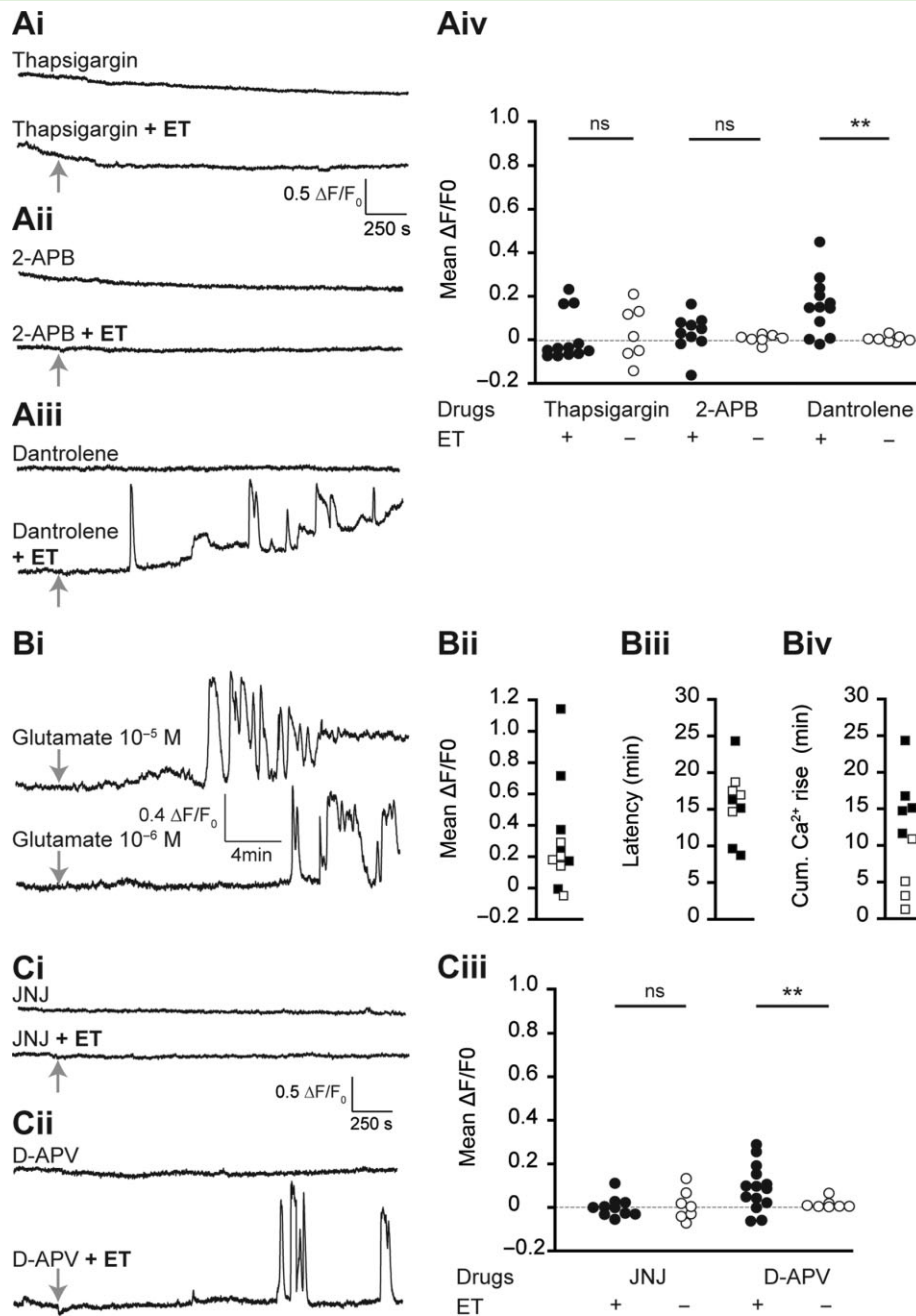 Ai
Thapsigargin
Thapsigargin + ET
0.5 ΔF/F₀
250 s
Aii
2-APB
2-APB + ET
Aiii
Dantrolene
Dantrolene
+ ET
Aiv
ns
ns
**
1.0
0.8
0.6
0.4
0.2
0
–0.2
Mean ΔF/F0
Drugs Thapsigargin 2-APB Dantrolene
ET + – + – + –
Bi
Glutamate 10⁻⁵ M
0.4 ΔF/F₀
4min
Glutamate 10⁻⁶ M
Bii
Mean ΔF/F0
1.2
1.0
0.8
0.6
0.4
0.2
0
–0.2
Biii
Latency (min)
30
25
20
15
10
5
0
Biv
Cum. Ca²⁺ rise (min)
30
25
20
15
10
5
0
Ci
JNJ
JNJ + ET
0.5 ΔF/F₀
250 s
Cii
D-APV
D-APV + ET
Ciii
ns
**
1.0
0.8
0.6
0.4
0.2
0
–0.2
Mean ΔF/F0
Drugs JNJ D-APV
ET + – + –